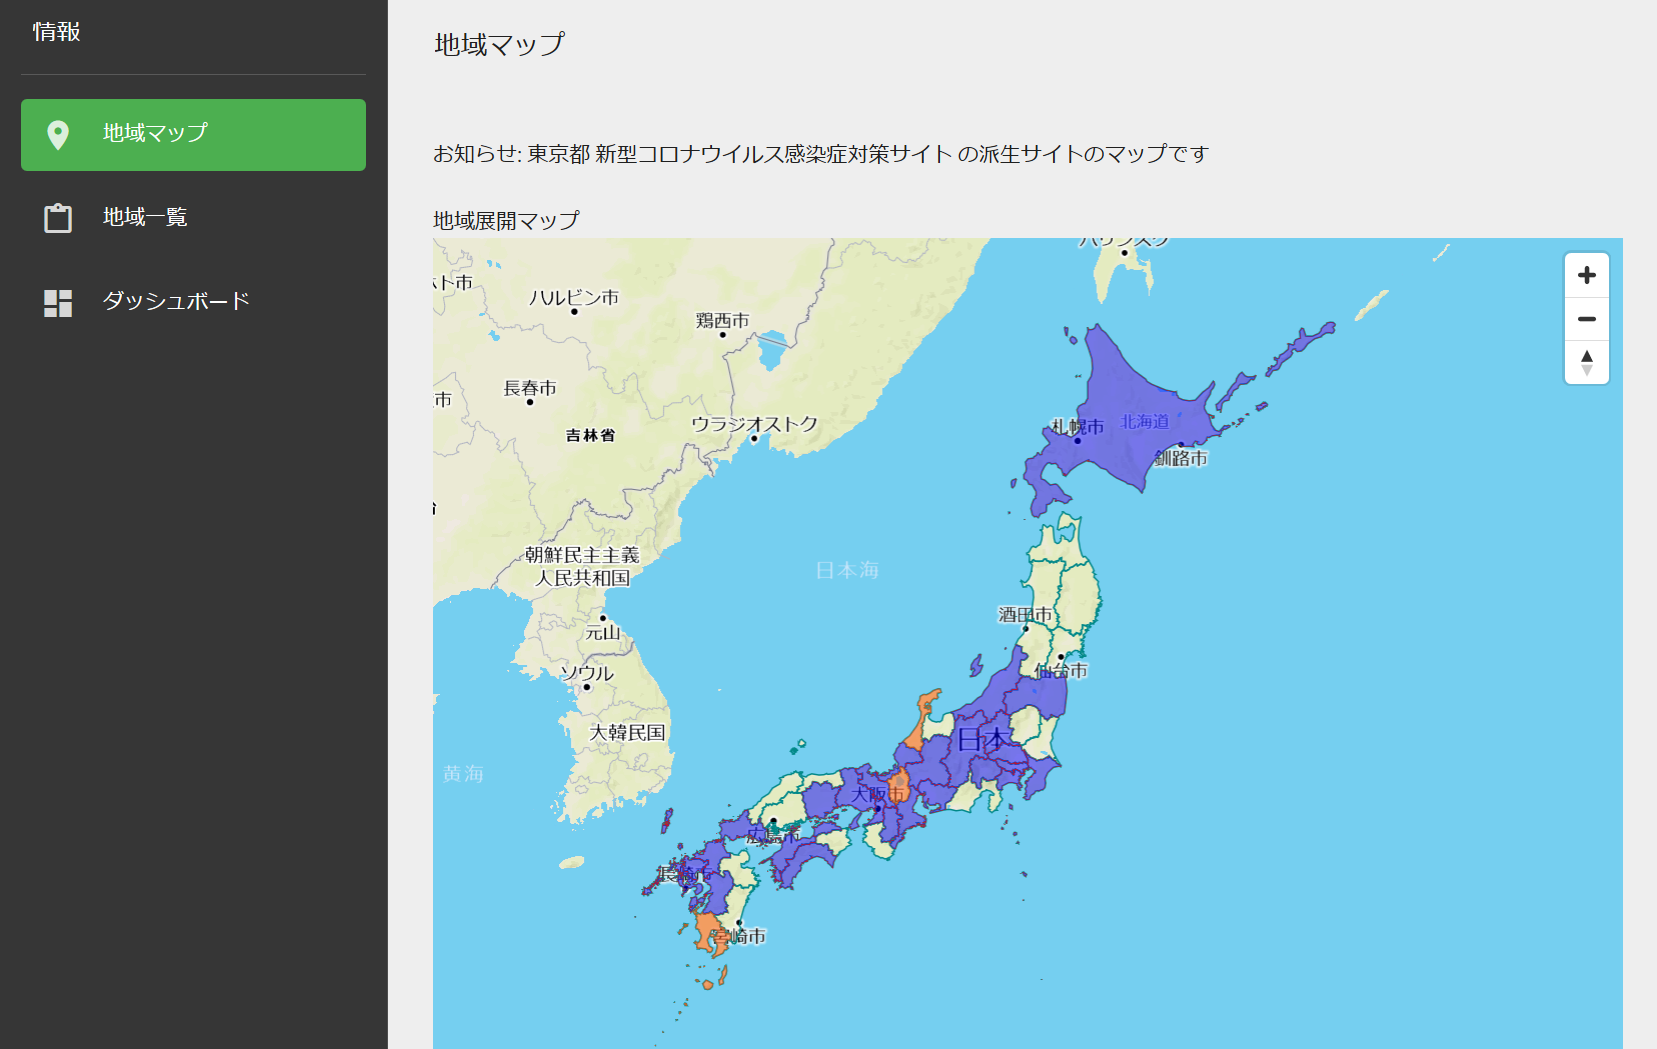 情報
地域マップ
地域一覧
ダッシュボード
地域マップ
お知らせ: 東京都 新型コロナウイルス感染症対策サイト の派生サイトのマップです
地域展開マップ
ハルビン市
鶏西市
長春市
市
吉林省
ウラジオストク
札幌市
北海道
釧路市
朝鮮民主主義
人民共和国
日本海
元山
酒田市
仙台市
ソウル
大韓民国
日本
黄海
大阪市
広島市
長崎市
宮崎市